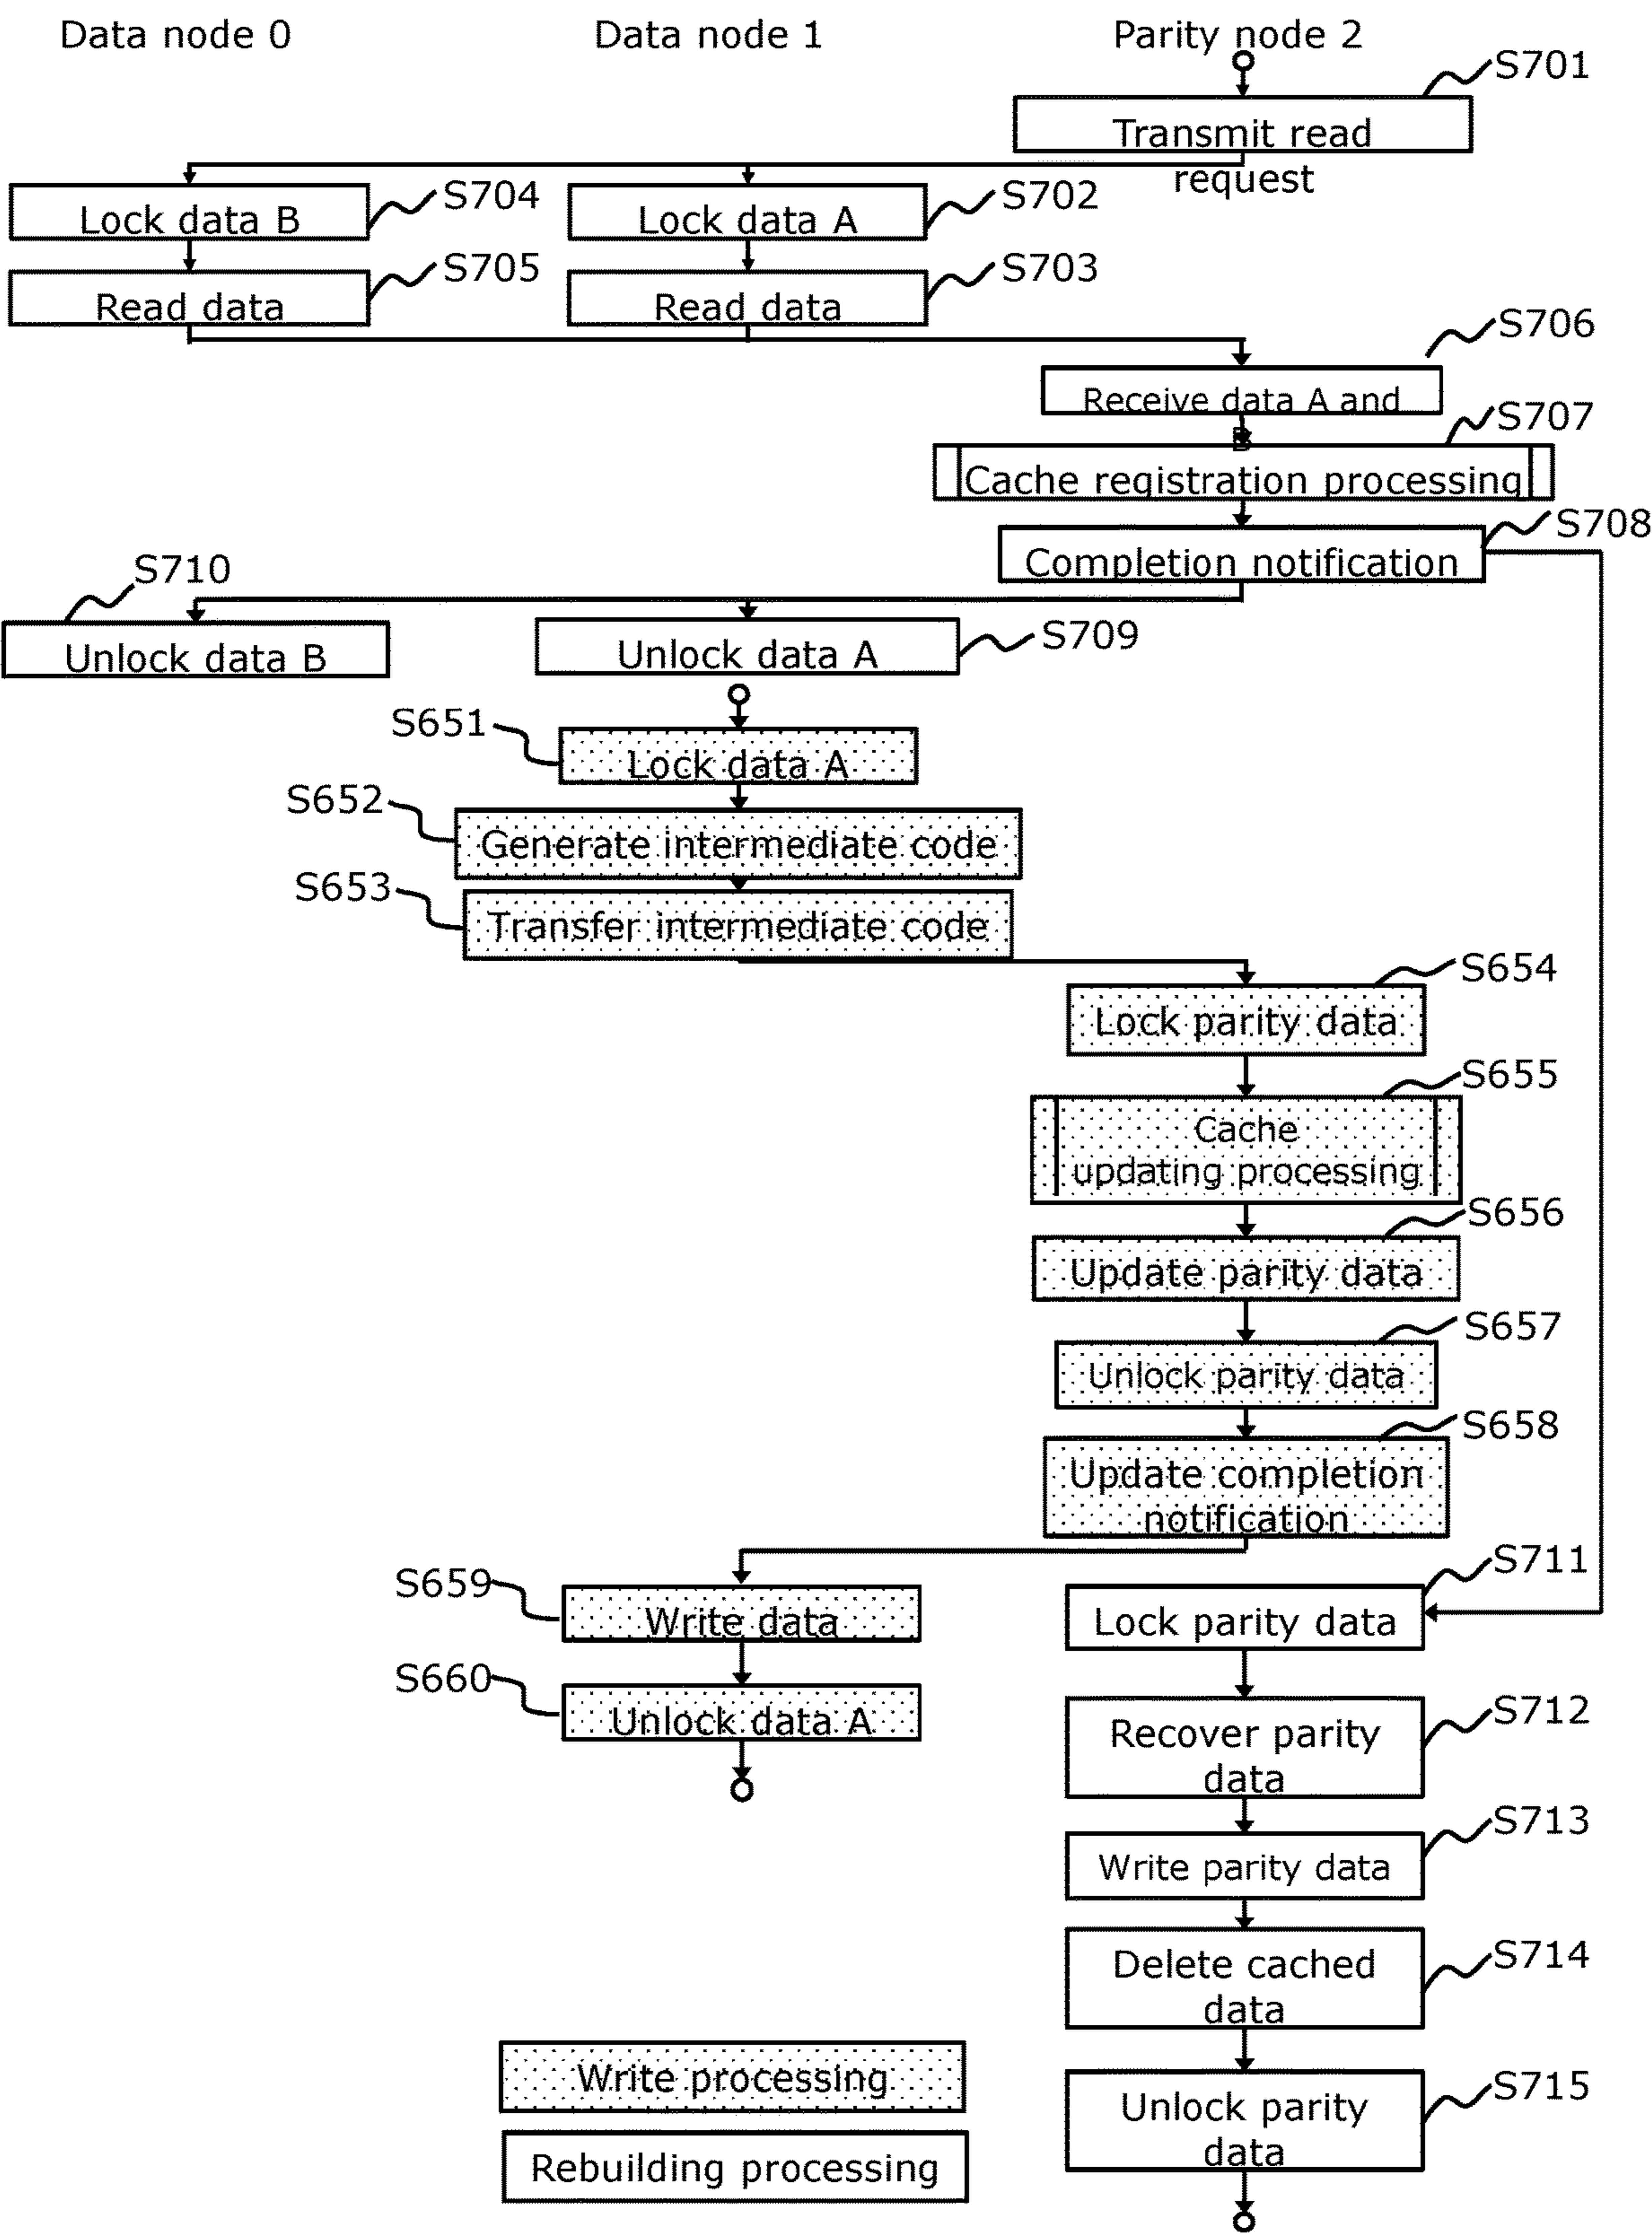 Data node 0
Data node 1
Parity node 2
S701
Transmit read
request
S704
S702
Lock data B
Lock data A
S705
S703
Read data
Read data
S706
Receive data A and
B
S707
Cache registration processing
S708
Completion notification
S710
Unlock data B
Unlock data A
S709
S651
Lock data A
S652
Generate intermediate code
S653
Transfer intermediate code
S654
Lock parity data
S655
Cache
updating processing
S656
Update parity data
S657
Unlock parity data
S658
Update completion
notification
S659
Write data
S711
Lock parity data
S660
Unlock data A
S712
Recover parity
data
S713
Write parity data
S714
Delete cached
data
Write processing
S715
Unlock parity
data
Rebuilding processing